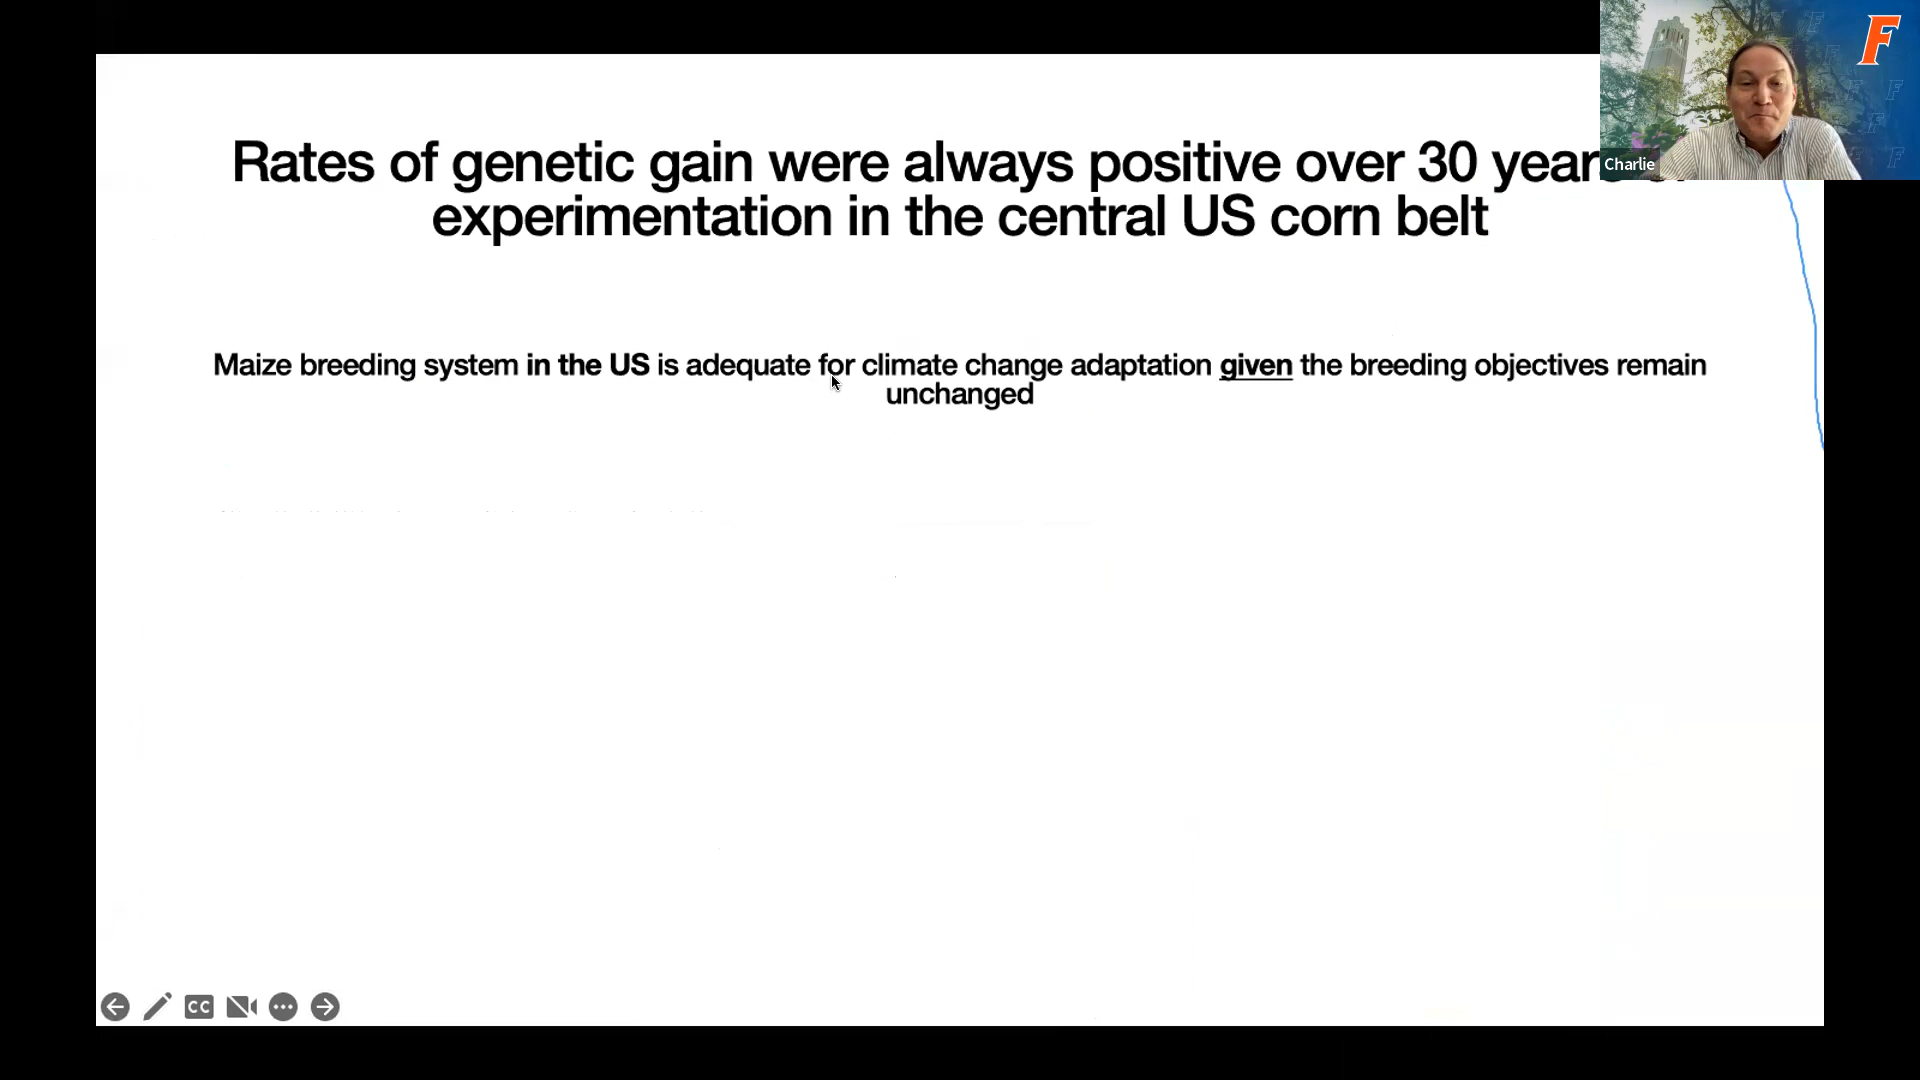 F
Charlie
Rates of genetic gain were always positive over 30 year
experimentation in the central US corn belt
Maize breeding system in the US is adequate for climate change adaptation given the breeding objectives remain
unchanged
CC